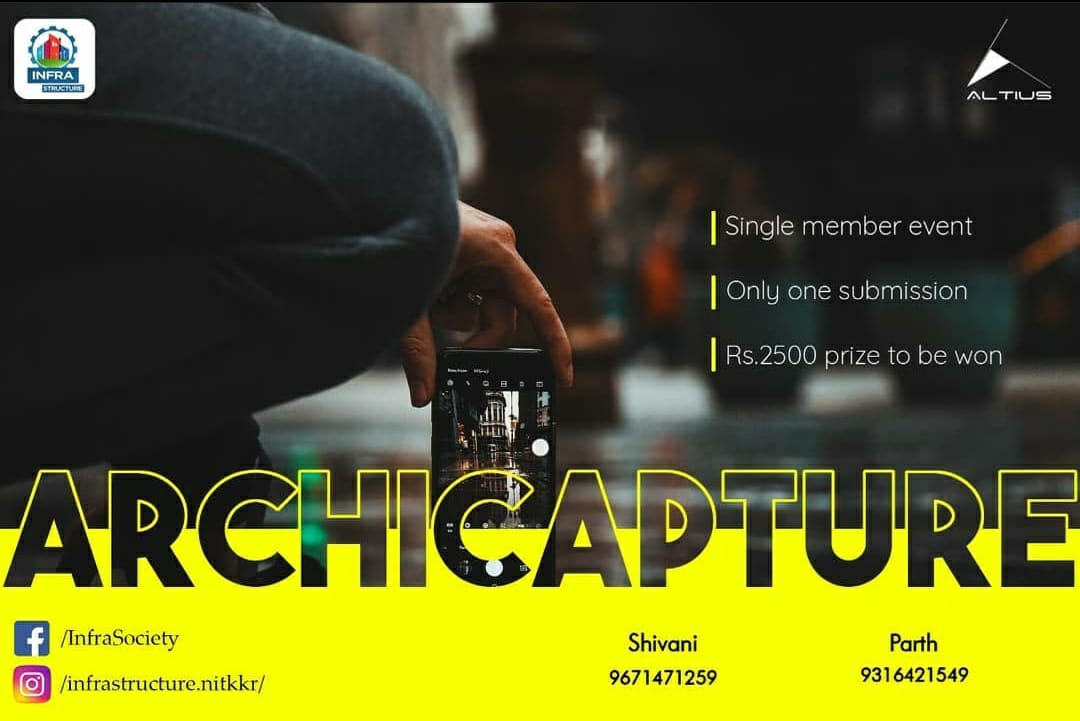 INFRA
STRUCTURE
ALTIUS
Single member event
Only one submission
Rs.2500 prize to be won
ARCHICAPTURE
/InfraSociety
/infrastructure.nitkkr/
Shivani
9671471259
Parth
9316421549